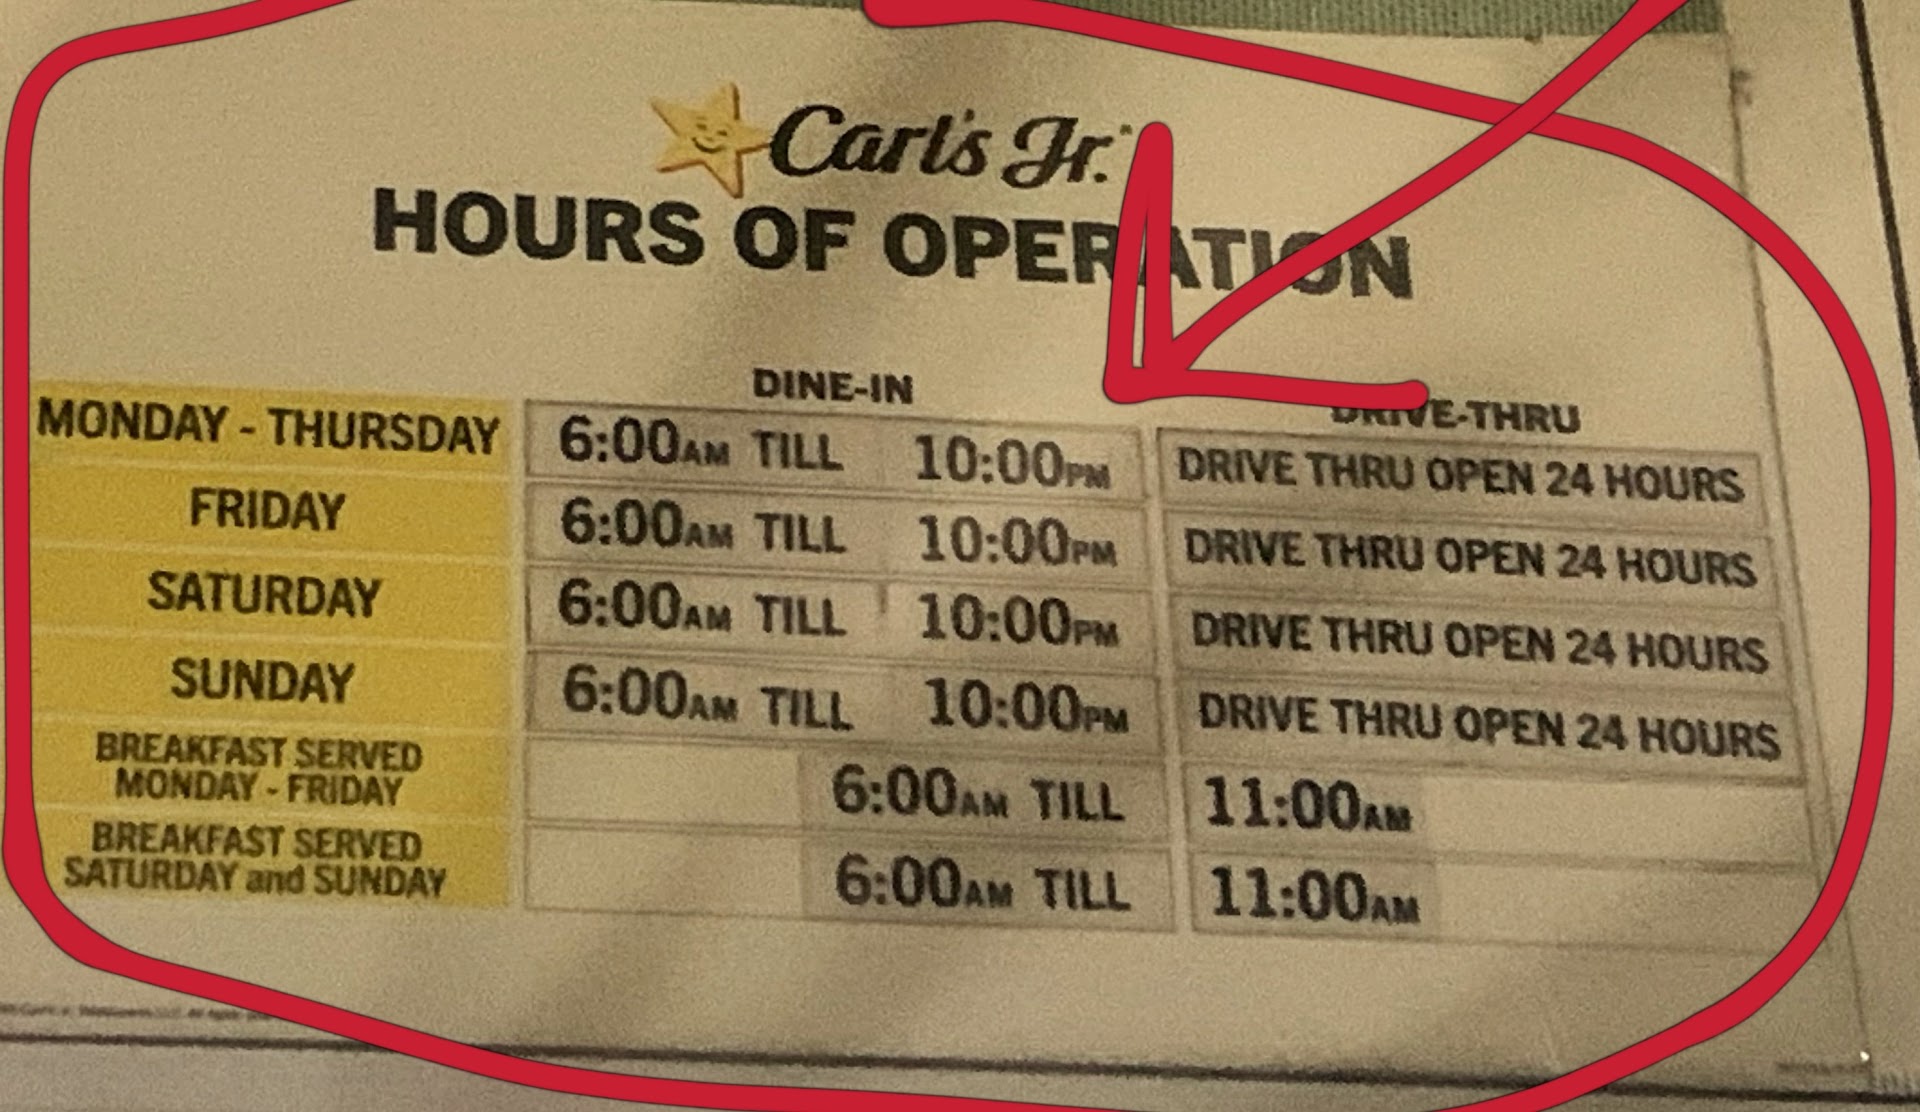 Carl's Jr.
HOURS OF OPERATION
DINE-IN DRIVE-THRU
MONDAY - THURSDAY 6:00AM TILL 10:00PM DRIVE THRU OPEN 24 HOURS
FRIDAY 6:00AM TILL 10:00PM DRIVE THRU OPEN 24 HOURS
SATURDAY 6:00AM TILL 10:00PM DRIVE THRU OPEN 24 HOURS
SUNDAY 6:00AM TILL 10:00PM DRIVE THRU OPEN 24 HOURS
BREAKFAST SERVED
MONDAY - FRIDAY 6:00AM TILL 11:00AM
BREAKFAST SERVED
SATURDAY and SUNDAY 6:00AM TILL 11:00AM